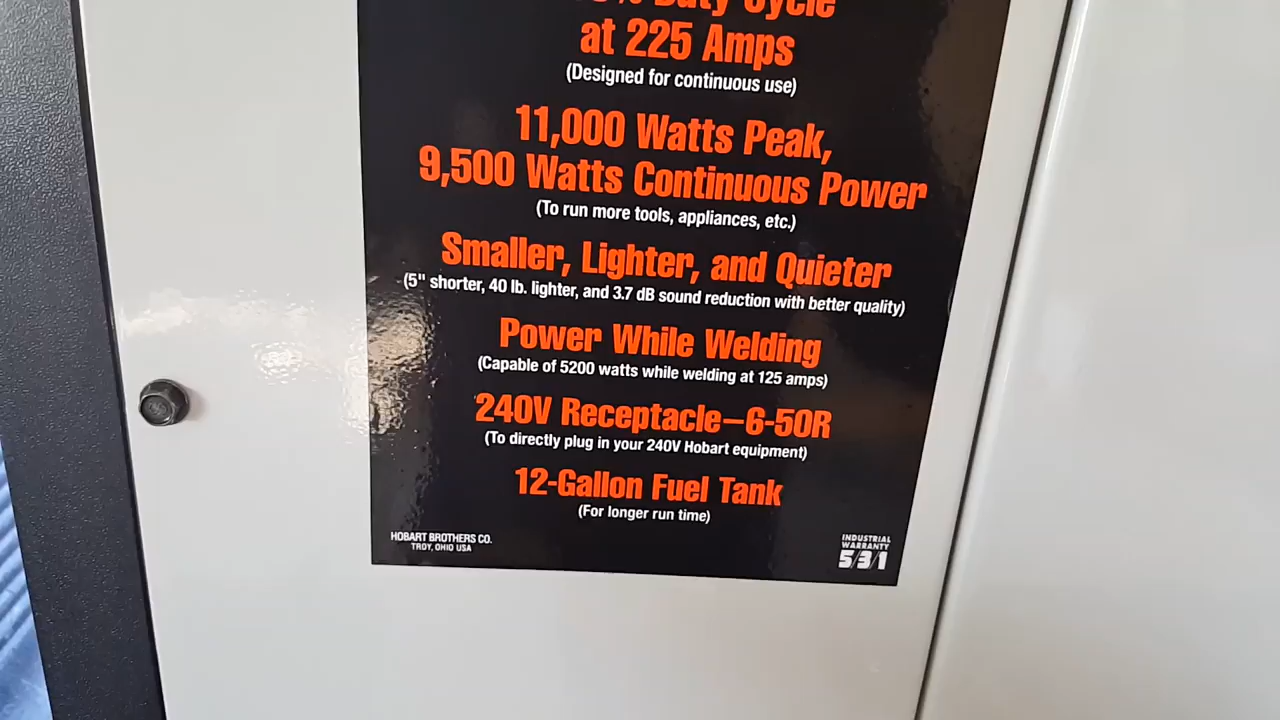 Duty Cycle
at 225 Amps
(Designed for continuous use)
11,000 Watts Peak,
9,500 Watts Continuous Power
(To run more tools, appliances, etc.)
Smaller, Lighter, and Quieter
(5" shorter, 40 lb. lighter, and 3.7 dB sound reduction with better quality)
Power While Welding
(Capable of 5200 watts while welding at 125 amps)
240V Receptacle–6-50R
(To directly plug in your 240V Hobart equipment)
12-Gallon Fuel Tank
(For longer run time)
HOBART BROTHERS CO.
TROY, OHIO USA
INDUSTRIAL
WARRANTY
5/3/1